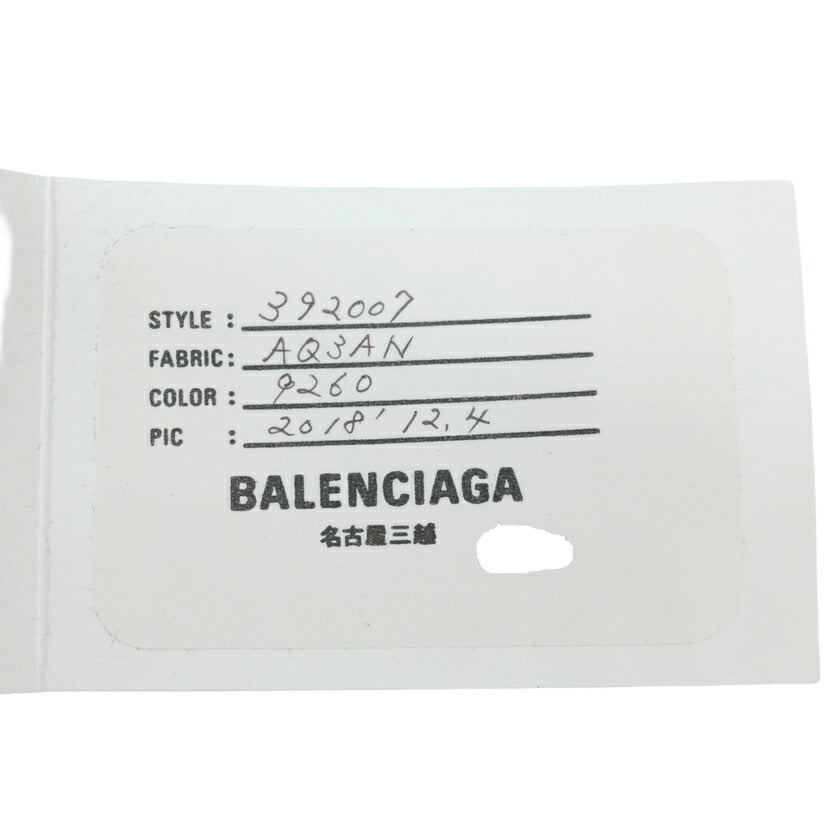 STYLE : 392007
FABRIC: AQ3AN
COLOR : 9260
PIC : 2018' 12.4
BALENCIAGA
名古屋三越